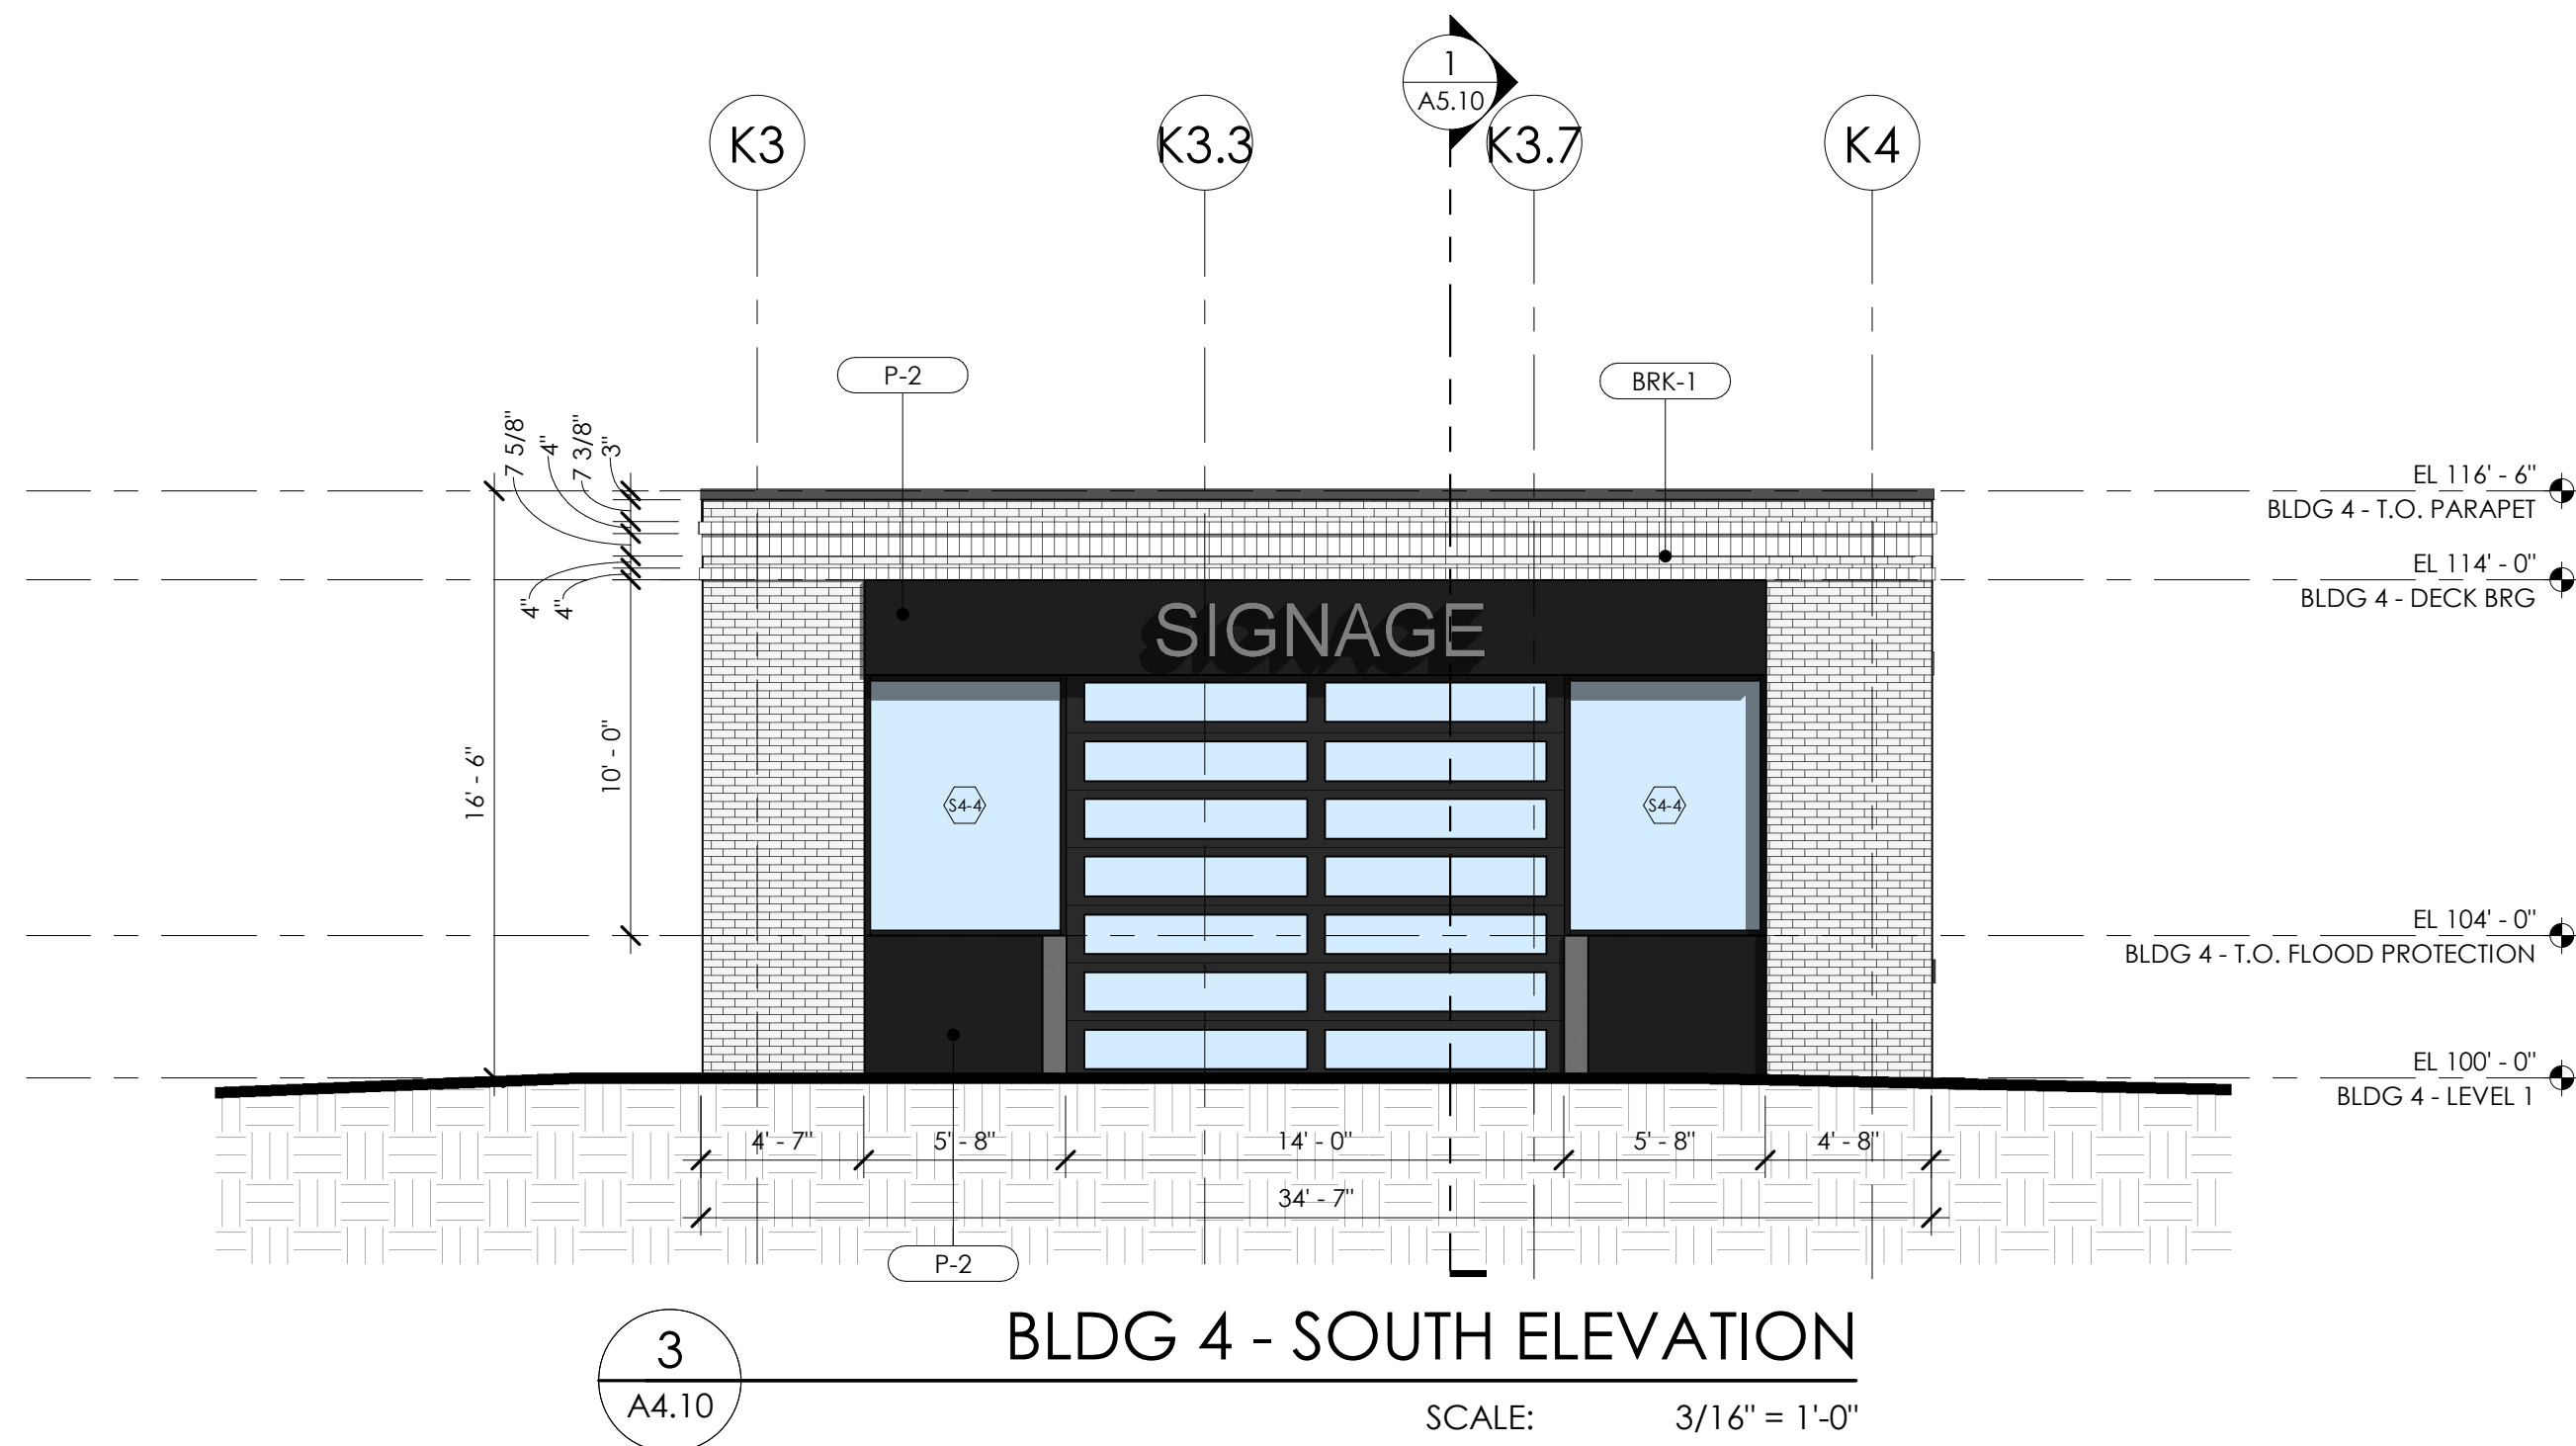 1
A5.10
K3
K3.3
K3.7
K4
P-2
BRK-1
7 5/8"
4"
7 3/8"
3"
EL 116' - 6"
BLDG 4 - T.O. PARAPET
EL 114' - 0"
BLDG 4 - DECK BRG
4"
4"
SIGNAGE
16' - 6"
10' - 0"
S4-4
S4-4
EL 104' - 0"
BLDG 4 - T.O. FLOOD PROTECTION
EL 100' - 0"
BLDG 4 - LEVEL 1
4' - 7"
5' - 8"
14' - 0"
5' - 8"
4' - 8"
34' - 7"
P-2
3
A4.10
BLDG 4 - SOUTH ELEVATION
SCALE: 3/16" = 1'-0"